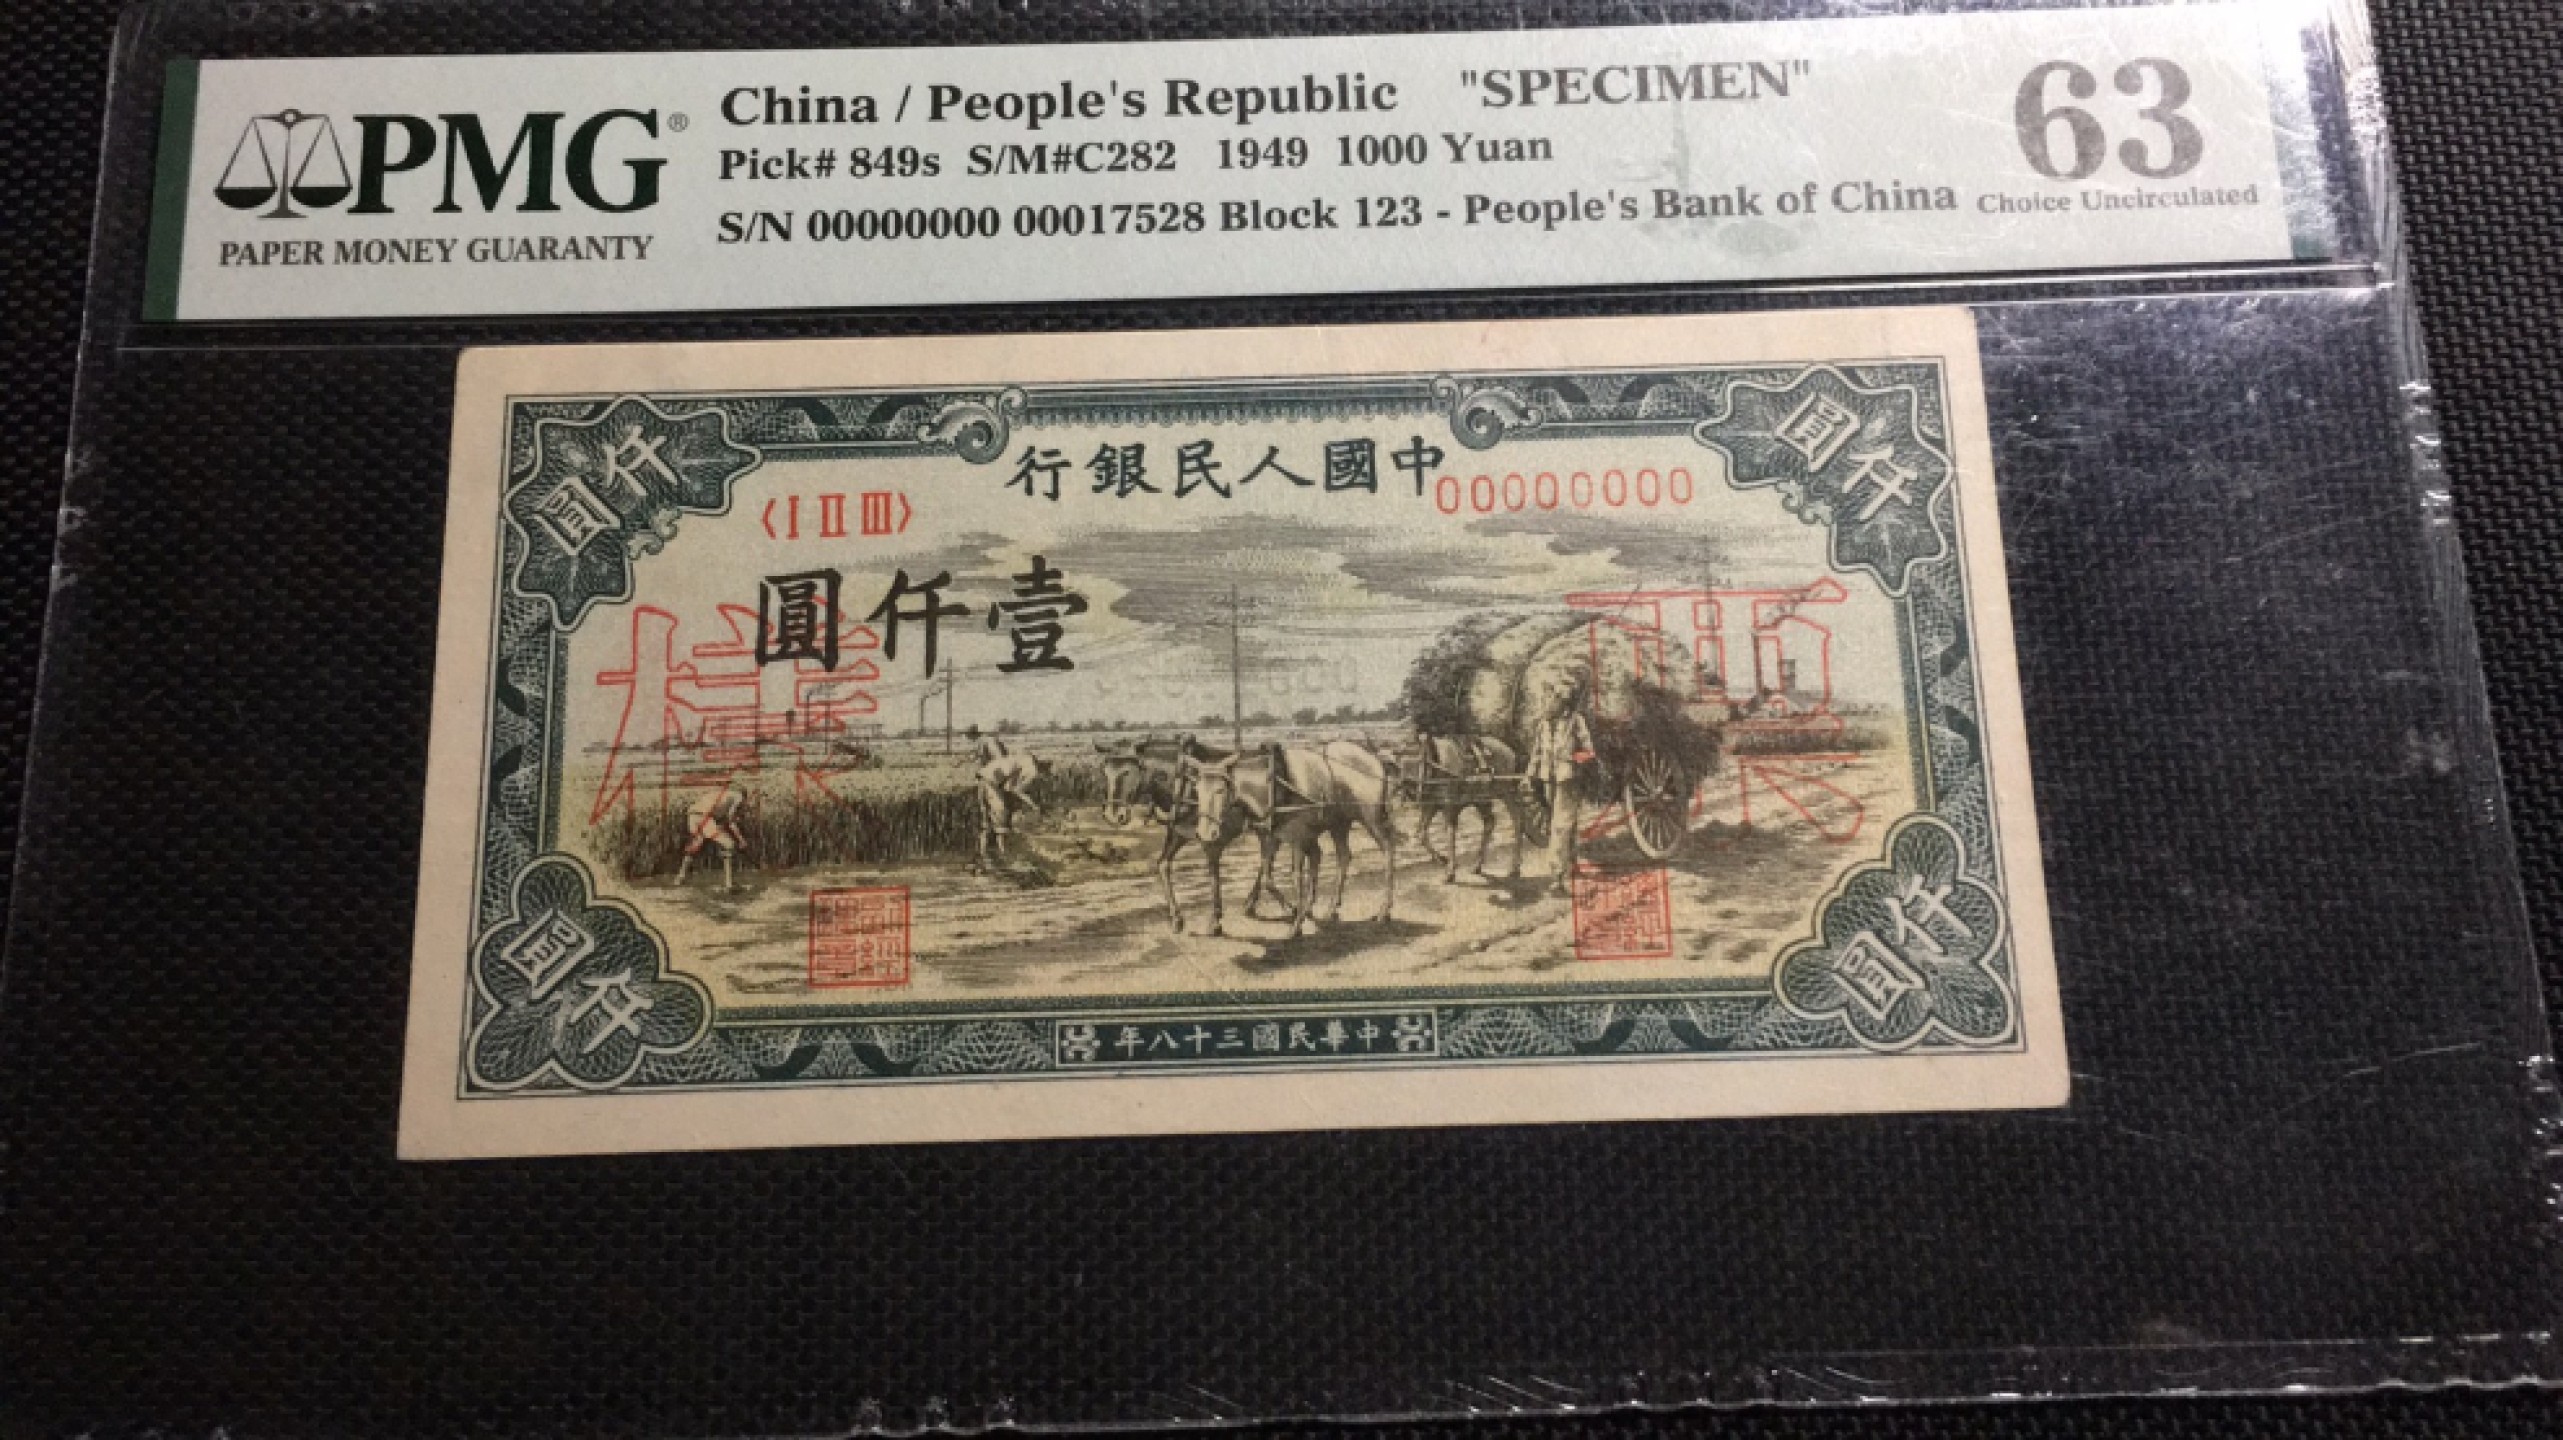 PMG®
PAPER MONEY GUARANTY
China / People's Republic "SPECIMEN"
Pick# 849s S/M#C282 1949 1000 Yuan
S/N 00000000 00017528 Block 123 - People's Bank of China
63
Choice Uncirculated
仟圓
圓仟
行銀民人國中
〈I II III〉
00000000
圓仟壹
樣
票
仟圓
仟圓
年八十三國民華中